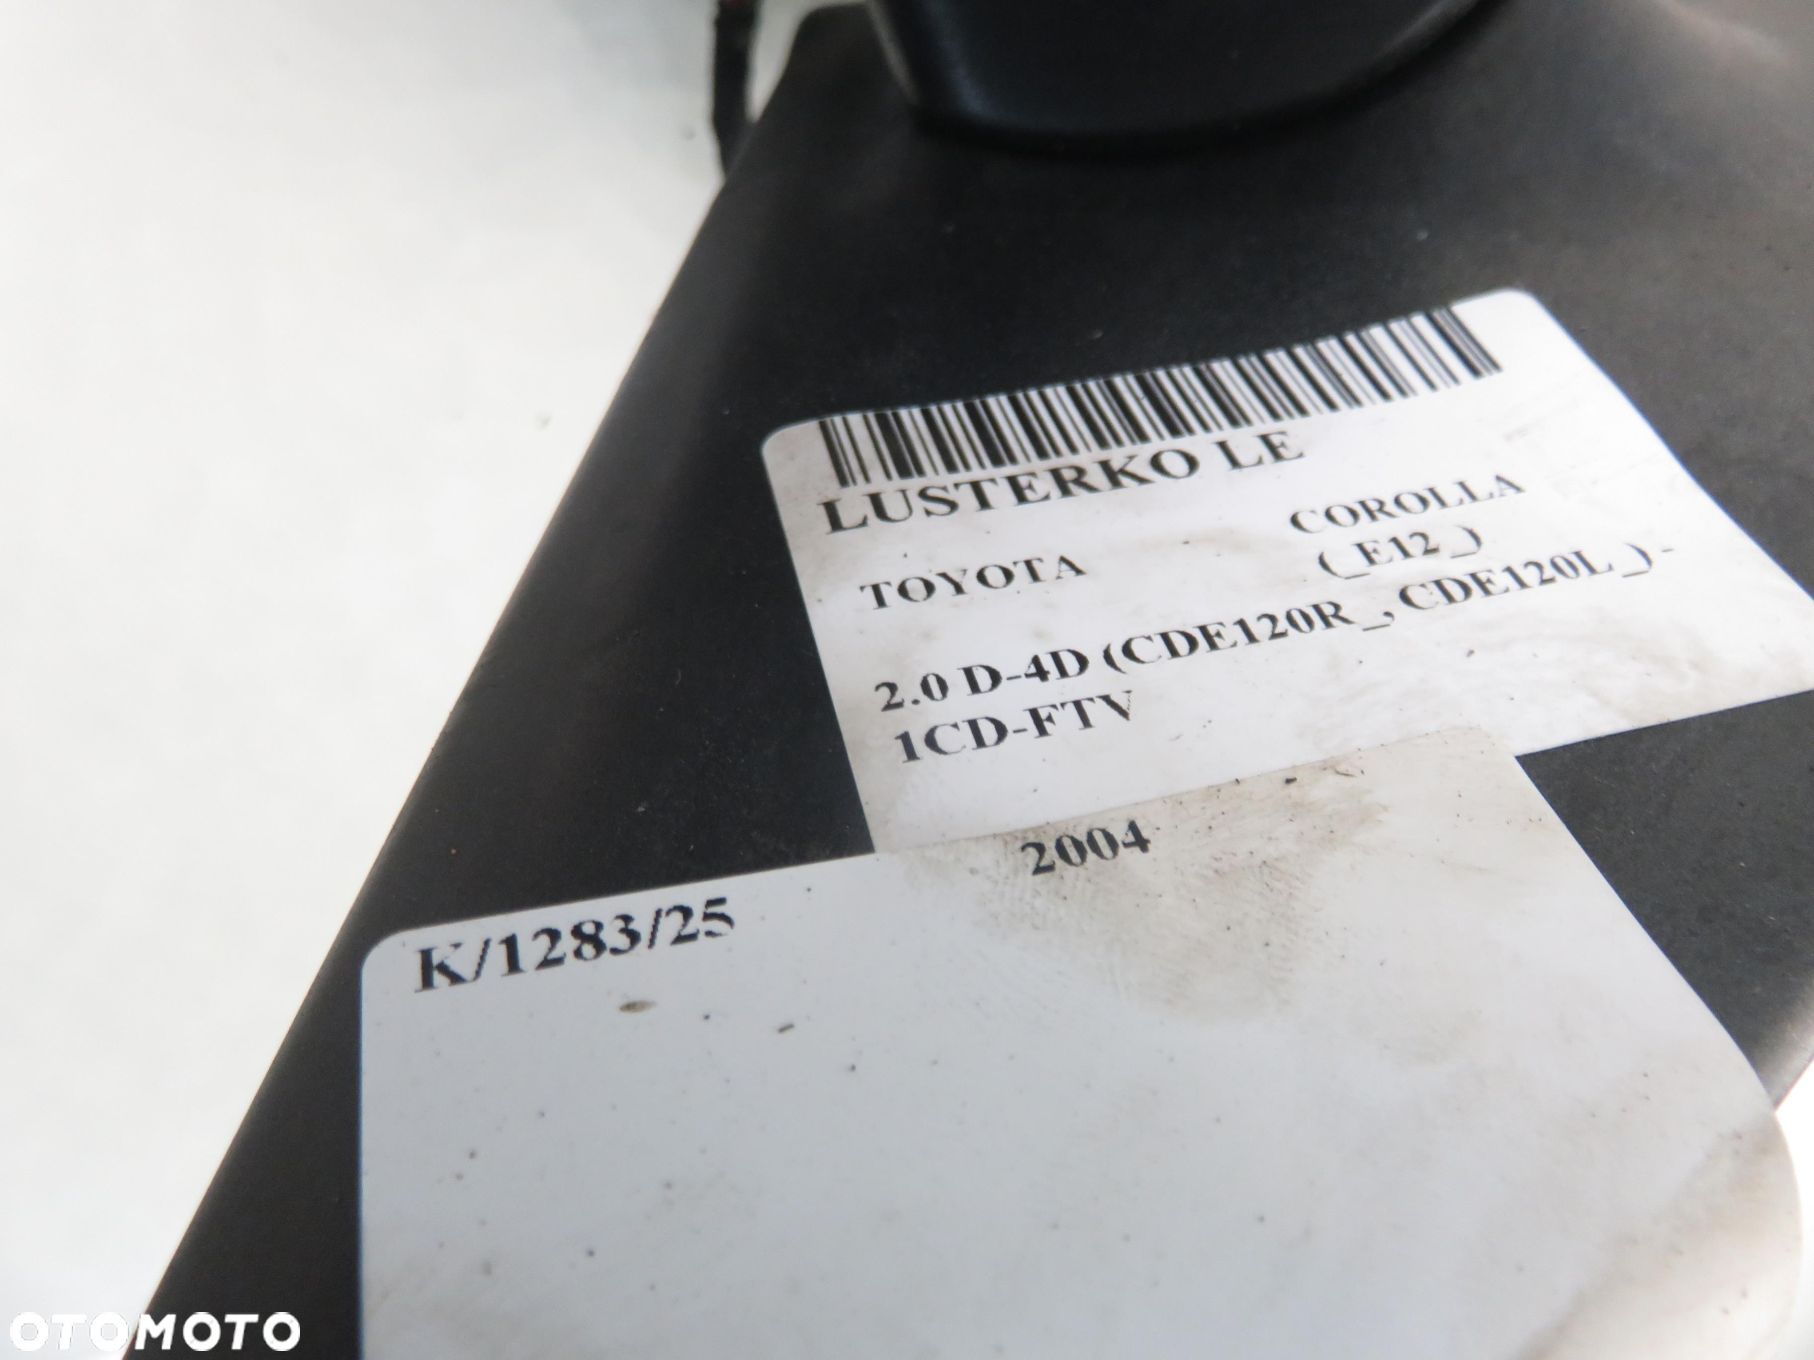 LUSTERKO LE
TOYOTA COROLLA
(_E12_)
2.0 D-4D (CDE120R_, CDE120L_) -
1CD-FTV
2004
K/1283/25
OTOMOTO